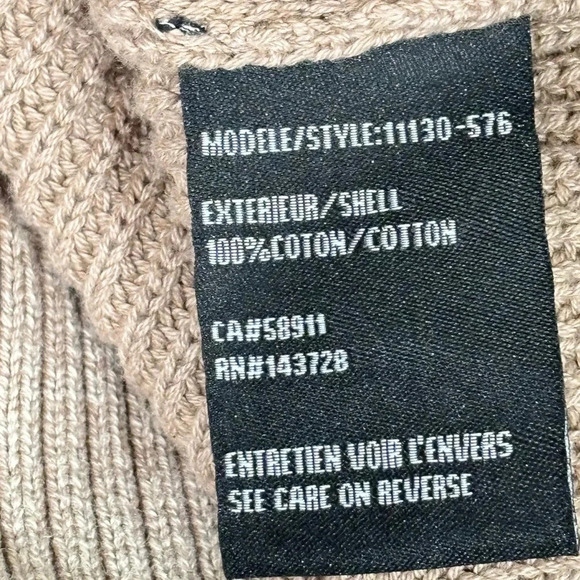 MODELE/STYLE:11130-576
EXTERIEUR/SHELL
100%COTON/COTTON
CA#58911
RN#143728
ENTRETIEN VOIR L'ENVERS
SEE CARE ON REVERSE